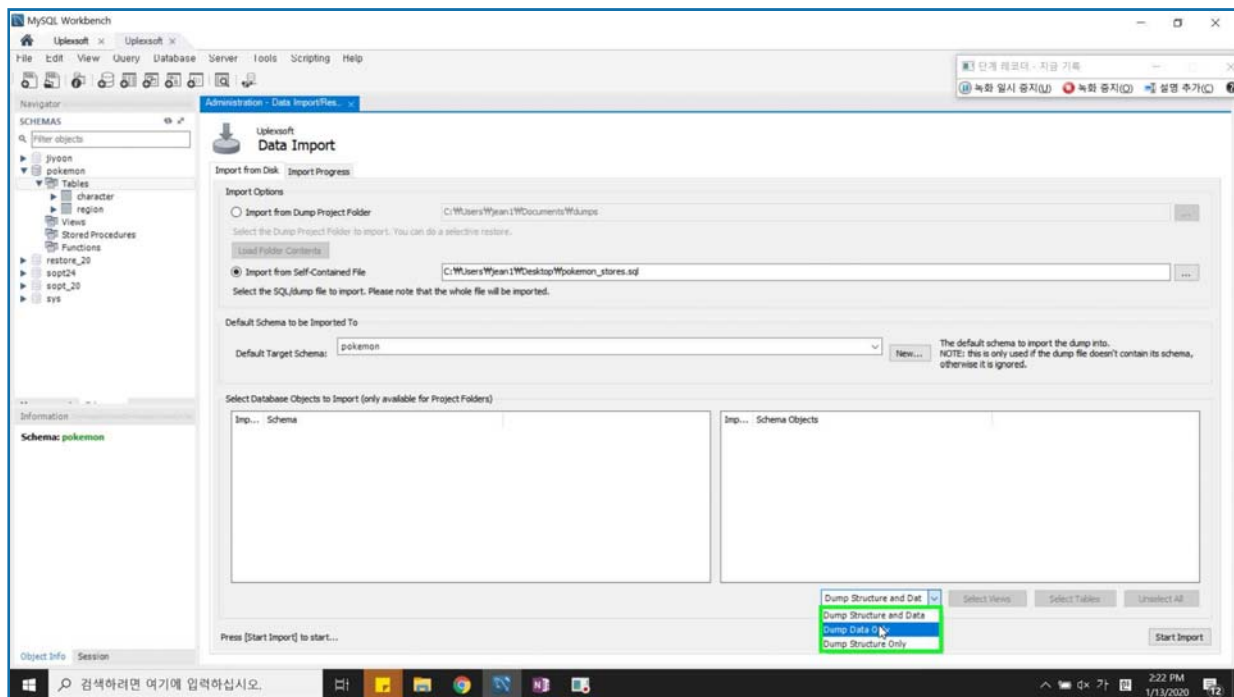 MySQL Workbench
Uplexsoft
Uplexsoft
File Edit View Query Database Server Tools Scripting Help
단계 레코더 - 지금 기록
녹화 일시 중지(U) 녹화 중지(O) 설명 추가(C)
Navigator
Administration - Data Import/Res...
SCHEMAS
Filter objects
jiyoon
pokemon
Tables
character
region
Views
Stored Procedures
Functions
restore_20
sopt24
sopt_20
sys
Uplexsoft
Data Import
Import from Disk Import Progress
Import Options
Import from Dump Project Folder C:₩Users₩jean1₩Documents₩dumps ...
Select the Dump Project Folder to import. You can do a selective restore.
Load Folder Contents
Import from Self-Contained File C:₩Users₩jean1₩Desktop₩pokemon_stores.sql ...
Select the SQL/dump file to import. Please note that the whole file will be imported.
Default Schema to be Imported To
Default Target Schema: pokemon New...
The default schema to import the dump into.
NOTE: this is only used if the dump file doesn't contain its schema,
otherwise it is ignored.
Information
Schema: pokemon
Select Database Objects to Import (only available for Project Folders)
Imp... Schema
Imp... Schema Objects
Dump Structure and Dat Select Views Select Tables Unselect All
Dump Structure and Data
Dump Data Only
Dump Structure Only
Press [Start Import] to start...
Start Import
Object Info Session
검색하려면 여기에 입력하십시오.
가 한 2:22 PM
1/13/2020